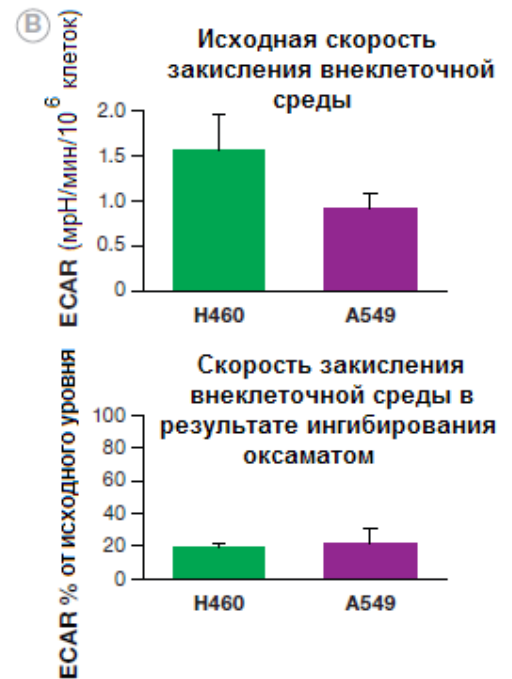 B
Исходная скорость
закисления внеклеточной
среды
ECAR (мpH/мин/10⁶ клеток)
2.0
1.5
1.0
0.5
0
H460 A549
Скорость закисления
внеклеточной среды в
результате ингибирования
оксаматом
ECAR % от исходного уровня
100
80
60
40
20
0
H460 A549